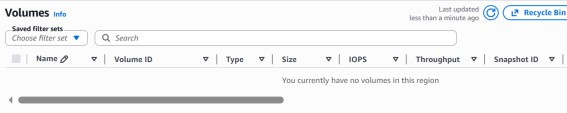 Volumes Info
Last updated
less than a minute ago
Recycle Bin
Saved filter sets
Choose filter set
Search
Name Volume ID Type Size IOPS Throughput Snapshot ID
You currently have no volumes in this region